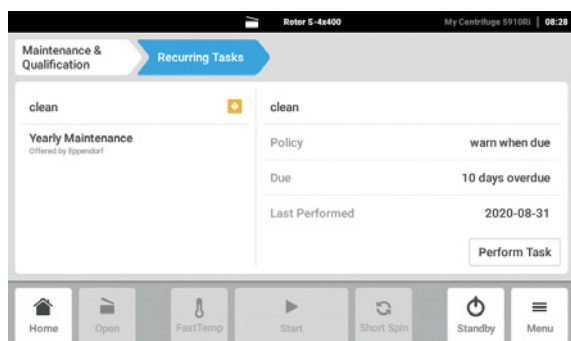 Rotor S-4x400
My Centrifuge 5910Ri | 08:28
Maintenance &
Qualification
Recurring Tasks
clean
Yearly Maintenance
Offered by Eppendorf
clean
Policy warn when due
Due 10 days overdue
Last Performed 2020-08-31
Perform Task
Home Open FastTemp Start Short Spin Standby Menu